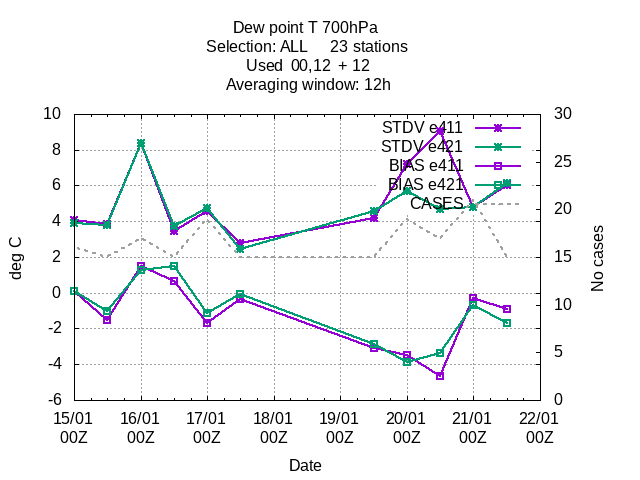 Dew point T 700hPa
Selection: ALL     23 stations
Used  00,12  + 12
Averaging window: 12h
10
8
6
4
2
0
-2
-4
-6
deg C
30
25
20
15
10
5
0
No cases
STDV e411
STDV e421
BIAS e411
BIAS e421
CASES
15/01 16/01 17/01 18/01 19/01 20/01 21/01 22/01
00Z 00Z 00Z 00Z 00Z 00Z 00Z 00Z
Date